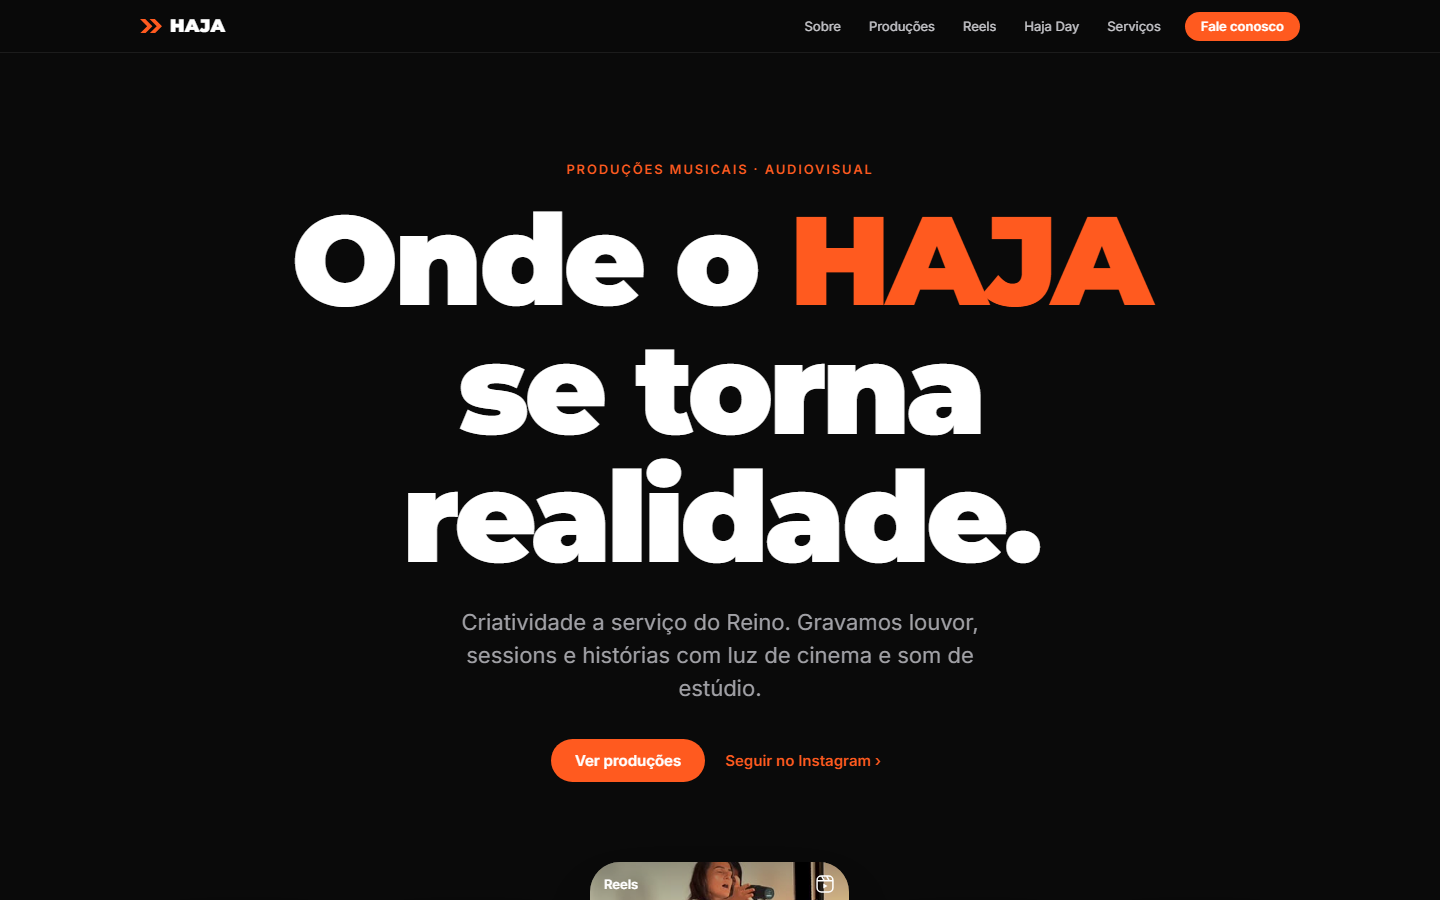 HAJA
Sobre
Produções
Reels
Haja Day
Serviços
Fale conosco
PRODUÇÕES MUSICAIS · AUDIOVISUAL
Onde o HAJA
se torna
realidade.
Criatividade a serviço do Reino. Gravamos louvor,
sessions e histórias com luz de cinema e som de
estúdio.
Ver produções
Seguir no Instagram ›
Reels